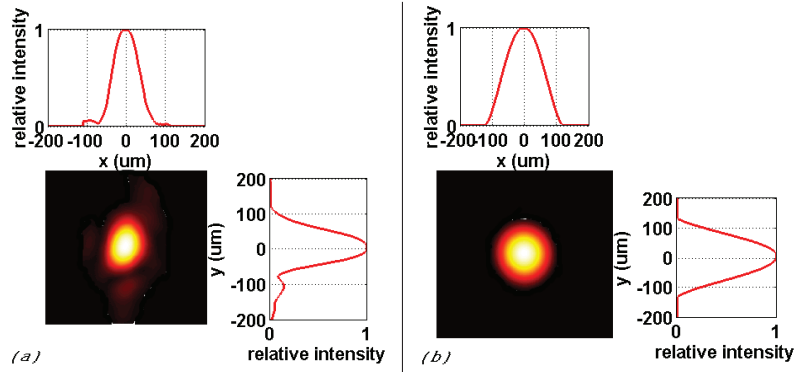 relative intensity
1
0
-200 -100 0 100 200
x (um)
y (um)
200
100
0
-100
-200
0 1
relative intensity
(a)
relative intensity
1
0
-200 -100 0 100 200
x (um)
y (um)
200
100
0
-100
-200
0 1
relative intensity
(b)